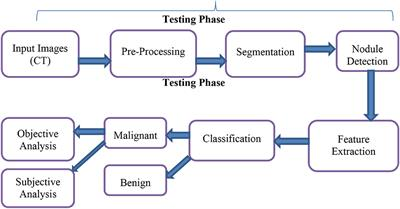 Testing Phase
Input Images
(CT)
Pre-Processing
Segmentation
Nodule
Detection
Testing Phase
Objective
Analysis
Malignant
Classification
Feature
Extraction
Subjective
Analysis
Benign